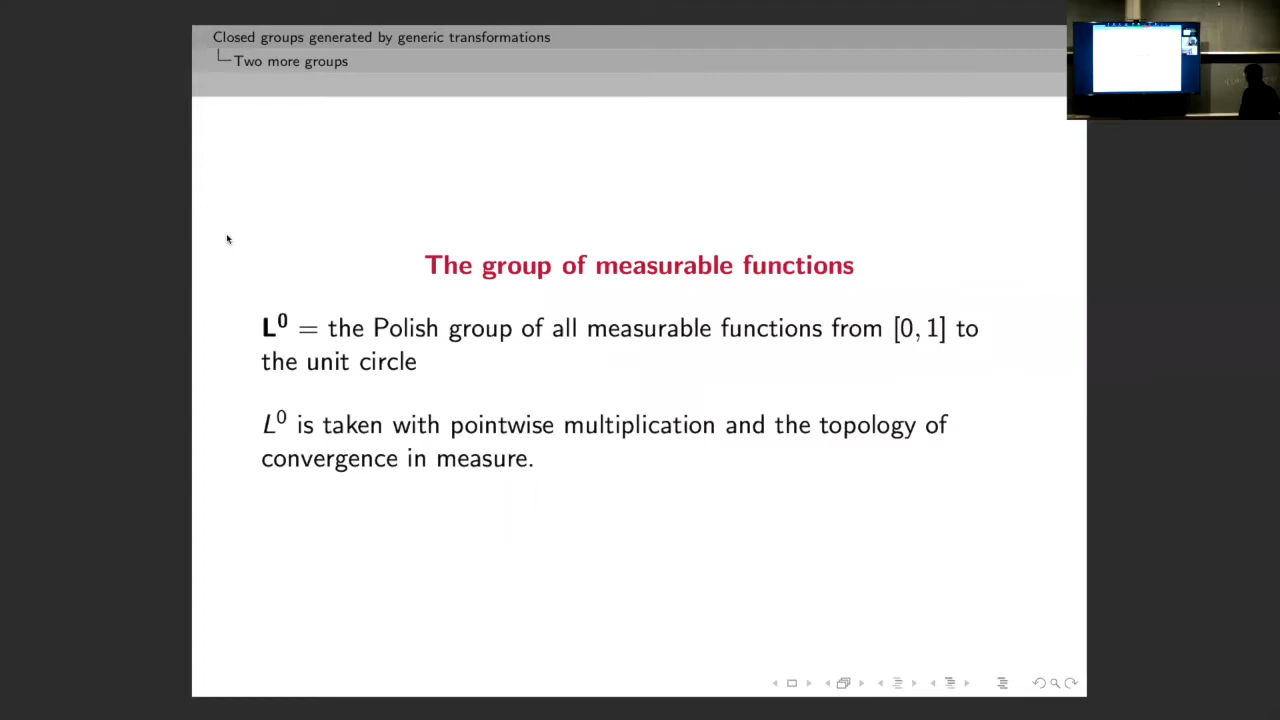 Closed groups generated by generic transformations
Two more groups
The group of measurable functions
L⁰ = the Polish group of all measurable functions from [0, 1] to
the unit circle
L⁰ is taken with pointwise multiplication and the topology of
convergence in measure.